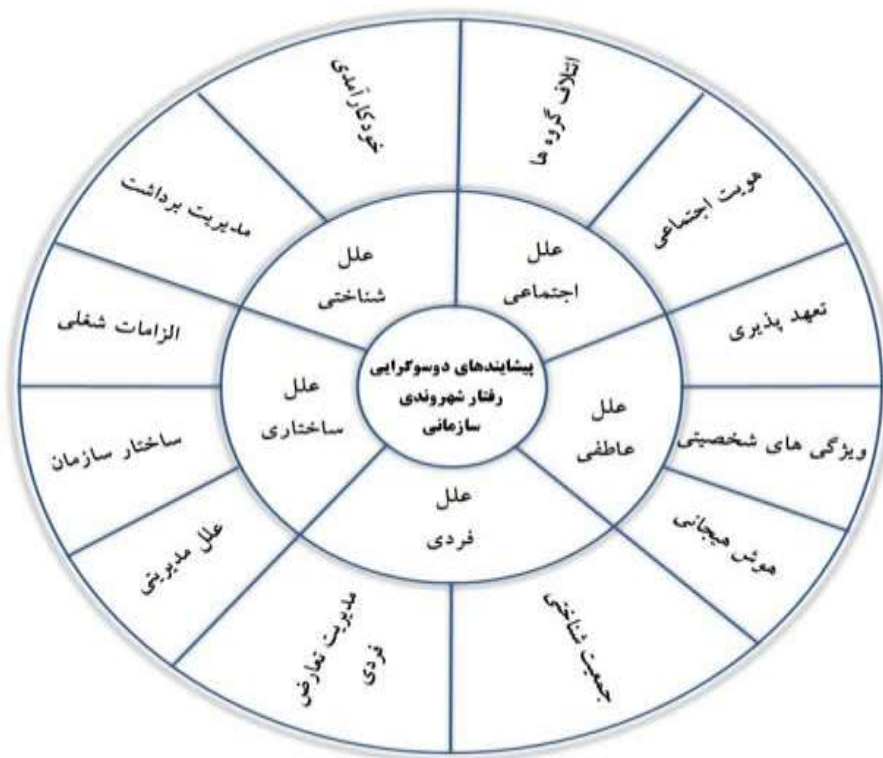 پیشایندهای دوسوگرایی
رفتار شهروندی
سازمانی
علل
اجتماعی
علل
عاطفی
علل
فردی
علل
ساختاری
علل
شناختی
ائتلاف گروه ها
هویت اجتماعی
تعهد پذیری
ویژگی های شخصیتی
هوش هیجانی
جمعیت شناختی
مدیریت تعارض
فردی
علل مدیریتی
ساختار سازمان
الزامات شغلی
مدیریت برداشت
خودکارآمدی